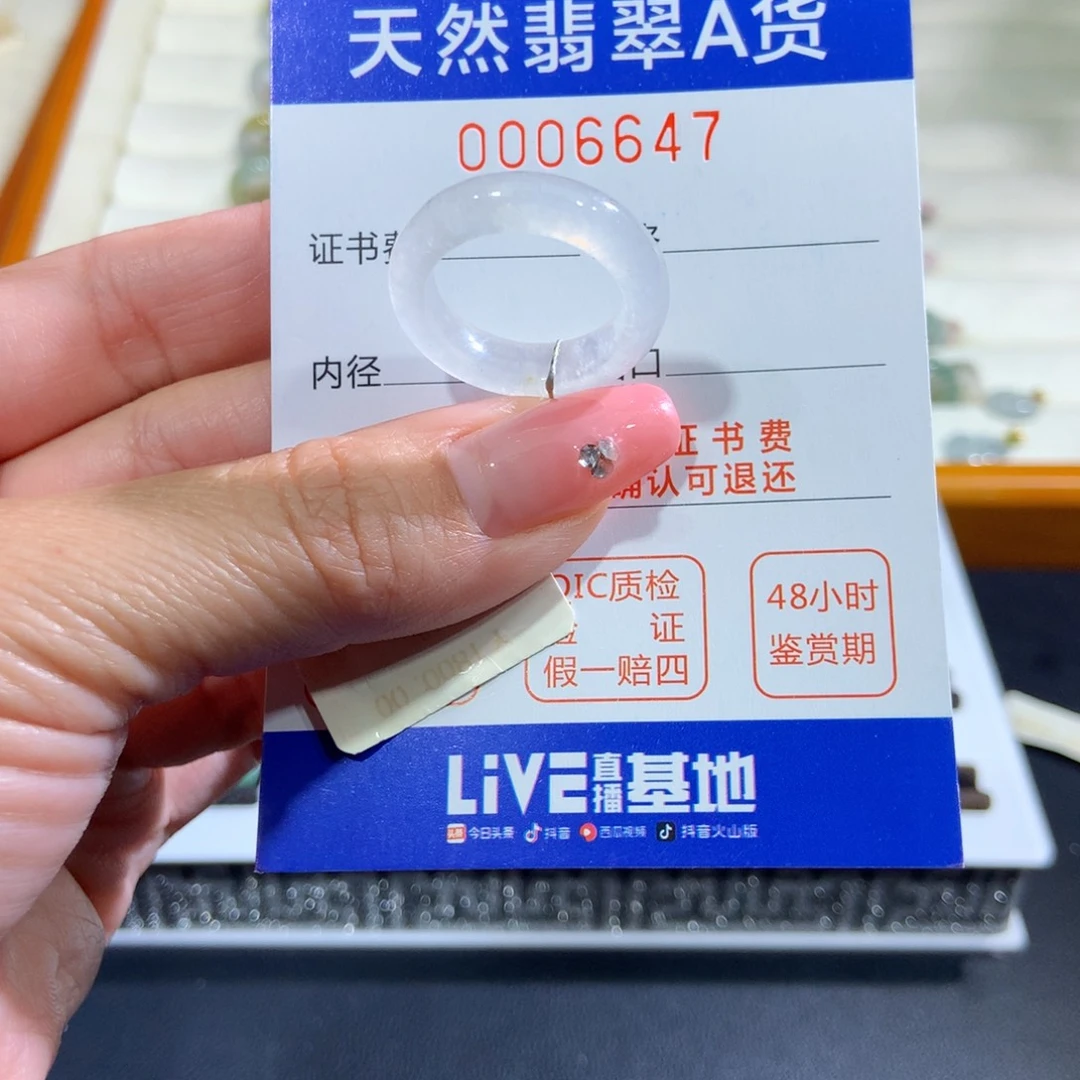 天然翡翠A货
0006647
证书
内径
口
证书费
确认可退还
DIC质检
验 证
假一赔四
48小时
鉴赏期
LiVE直播基地
今日头条 抖音 西瓜视频 抖音火山版